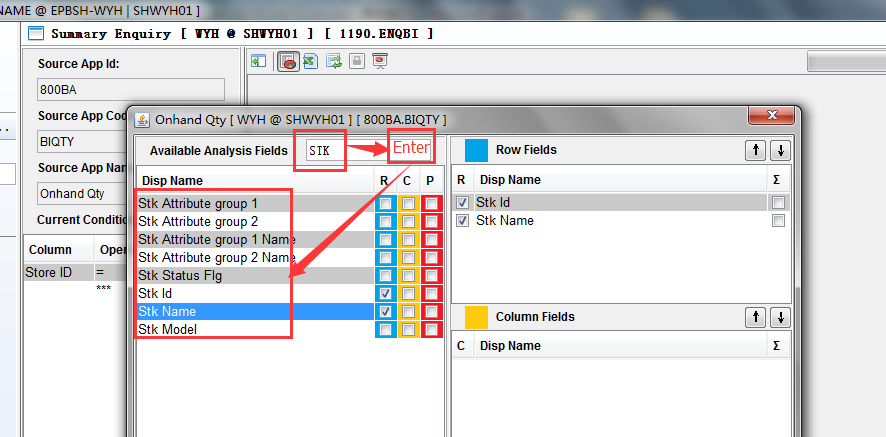 NAME @ EPBSH-WYH | SHWYH01 ]
Summary Enquiry [ WYH @ SHWYH01 ] [ 1190.ENQBI ]
Source App Id:
800BA
Source App Cod
BIQTY
Source App Nam
Onhand Qty
Current Conditio
Column Oper
Store ID =
***
Onhand Qty [ WYH @ SHWYH01 ] [ 800BA.BIQTY ]
Available Analysis Fields STK Enter
Disp Name R C P
Stk Attribute group 1
Stk Attribute group 2
Stk Attribute group 1 Name
Stk Attribute group 2 Name
Stk Status Flg
Stk Id
Stk Name
Stk Model
Row Fields
R Disp Name Σ
Stk Id
Stk Name
Column Fields
C Disp Name Σ